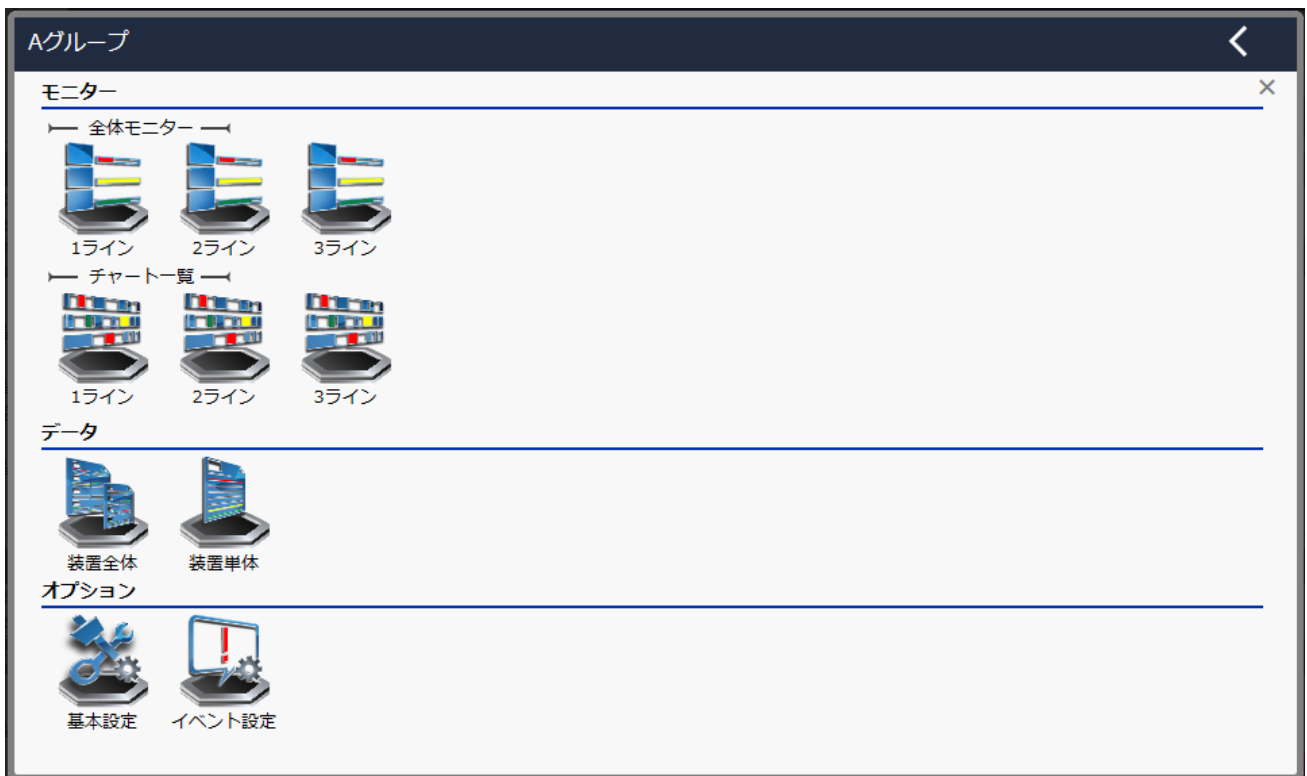 Aグループ
モニター
全体モニター
1ライン 2ライン 3ライン
チャート一覧
1ライン 2ライン 3ライン
データ
装置全体 装置単体
オプション
基本設定 イベント設定